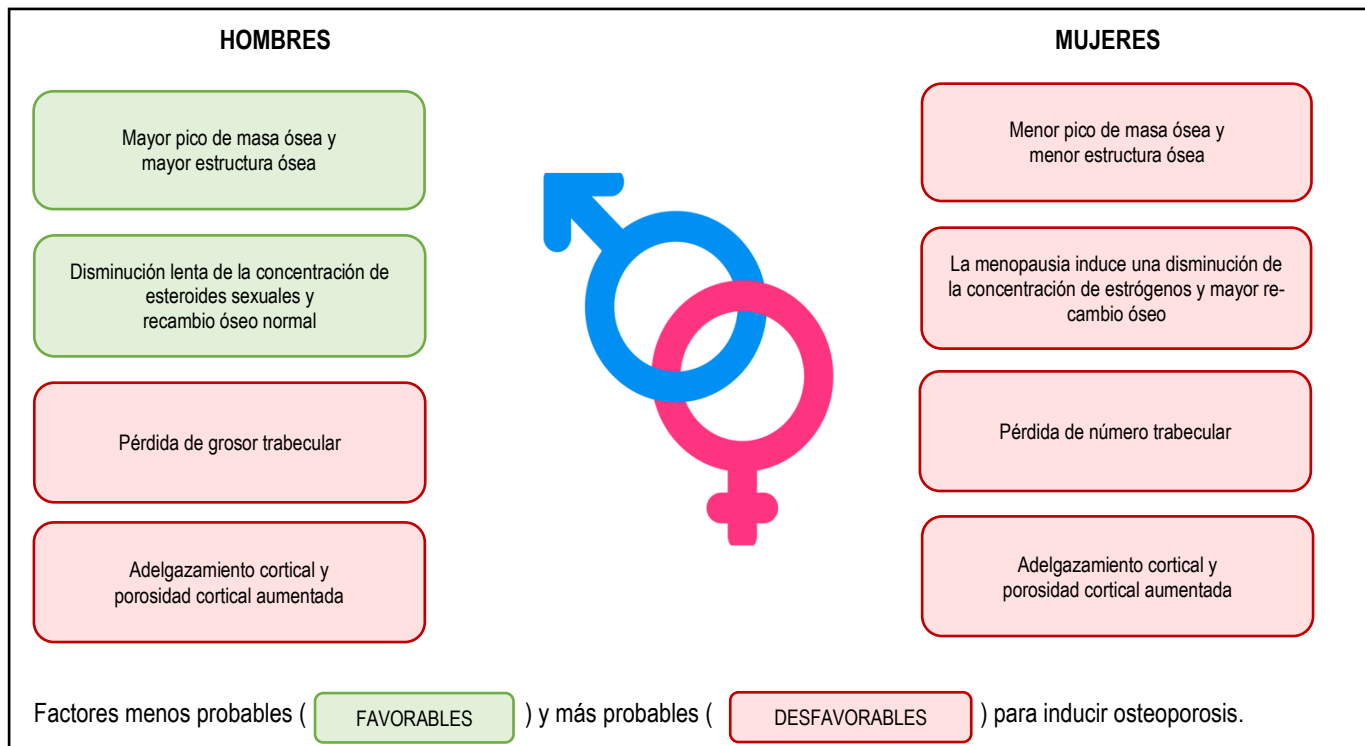 HOMBRES
Mayor pico de masa ósea y
mayor estructura ósea
Disminución lenta de la concentración de
esteroides sexuales y
recambio óseo normal
Pérdida de grosor trabecular
Adelgazamiento cortical y
porosidad cortical aumentada
MUJERES
Menor pico de masa ósea y
menor estructura ósea
La menopausia induce una disminución de
la concentración de estrógenos y mayor re-
cambio óseo
Pérdida de número trabecular
Adelgazamiento cortical y
porosidad cortical aumentada
Factores menos probables ( FAVORABLES ) y más probables ( DESFAVORABLES ) para inducir osteoporosis.